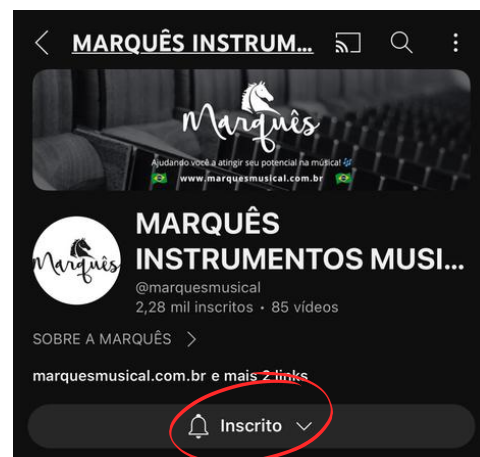 MARQUÊS INSTRUM...
Marquês
Ajudando você a atingir seu potencial na música!
www.marquesmusical.com.br
Marquês
MARQUÊS
INSTRUMENTOS MUSI...
@marquesmusical
2,28 mil inscritos • 85 vídeos
SOBRE A MARQUÊS
marquesmusical.com.br e mais 2 links
Inscrito